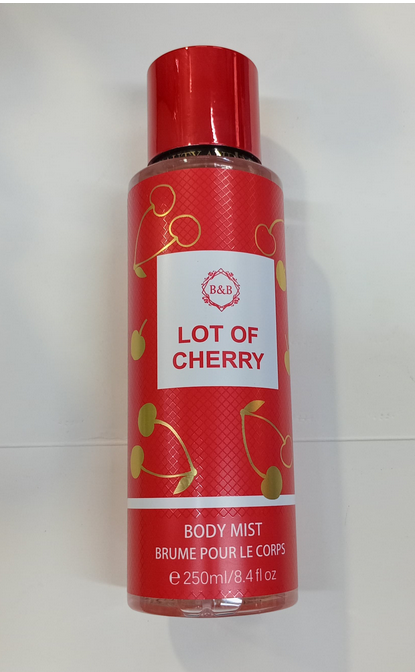 B&B
LOT OF
CHERRY
BODY MIST
BRUME POUR LE CORPS
℮ 250ml/8.4 fl oz